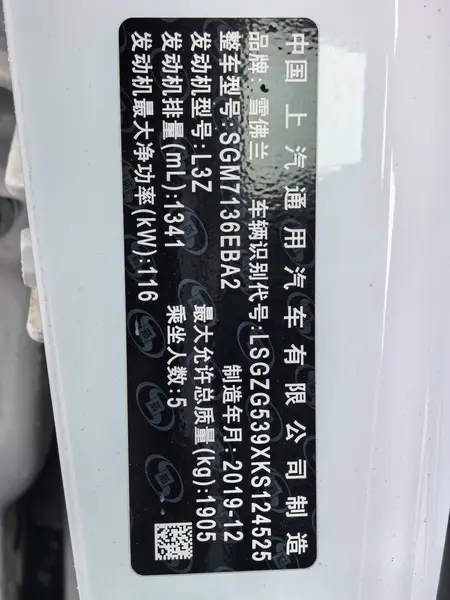 中国 上汽通用汽车有限公司制造
品牌:雪佛兰 车辆识别代号:LSGZG539XKS124525
整车型号:SGM7136EBA2 制造年月:2019-12
发动机型号:L3Z 最大允许总质量(kg):1905
发动机排量(mL):1341 乘坐人数:5
发动机最大净功率(kW):116